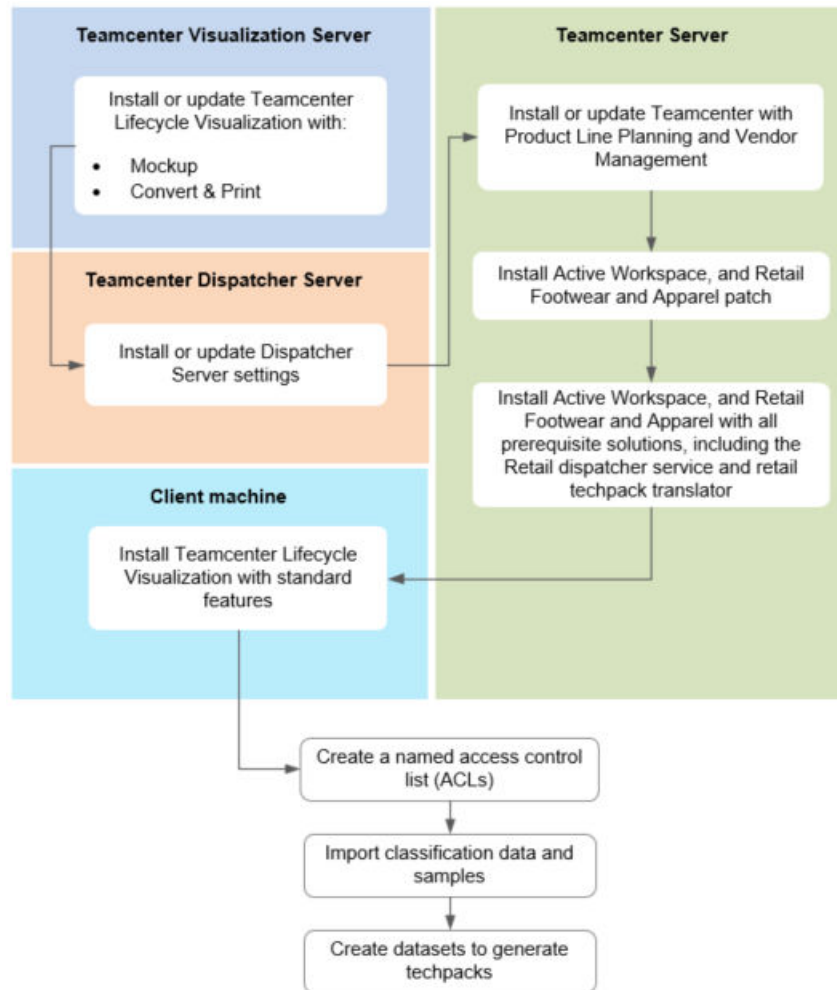 Teamcenter Visualization Server
Install or update Teamcenter
Lifecycle Visualization with:
• Mockup
• Convert & Print
Teamcenter Dispatcher Server
Install or update Dispatcher
Server settings
Teamcenter Server
Install or update Teamcenter with
Product Line Planning and Vendor
Management
Install Active Workspace, and Retail
Footwear and Apparel patch
Install Active Workspace, and Retail
Footwear and Apparel with all
prerequisite solutions, including the
Retail dispatcher service and retail
techpack translator
Client machine
Install Teamcenter Lifecycle
Visualization with standard
features
Create a named access control
list (ACLs)
Import classification data and
samples
Create datasets to generate
techpacks